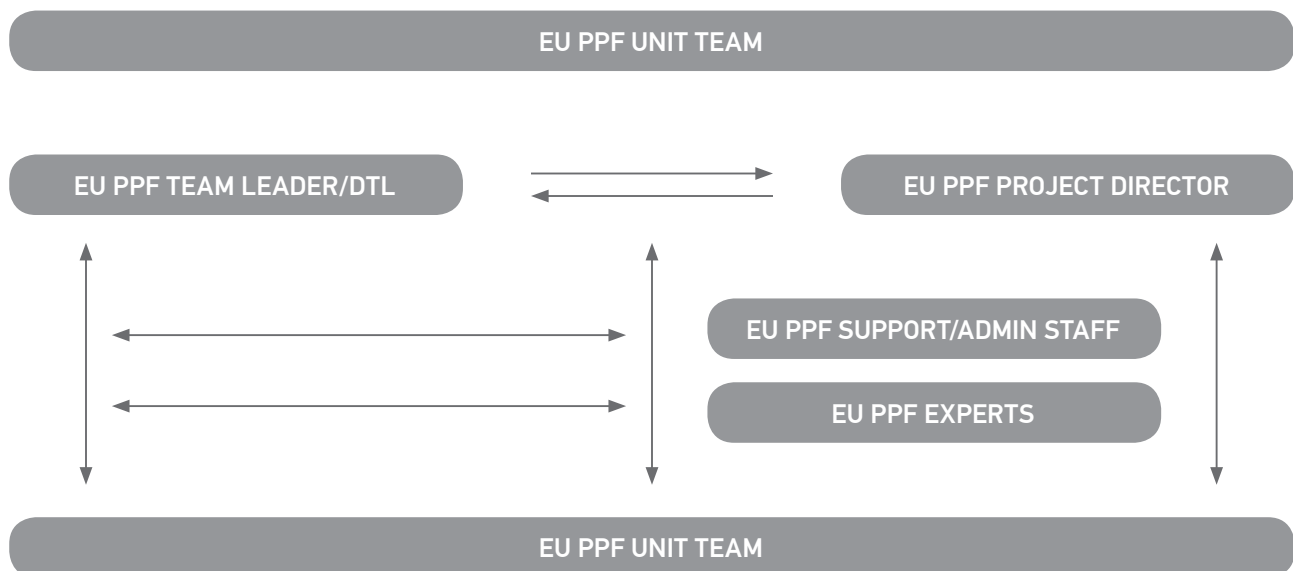 EU PPF UNIT TEAM
EU PPF TEAM LEADER/DTL
EU PPF PROJECT DIRECTOR
EU PPF SUPPORT/ADMIN STAFF
EU PPF EXPERTS
EU PPF UNIT TEAM